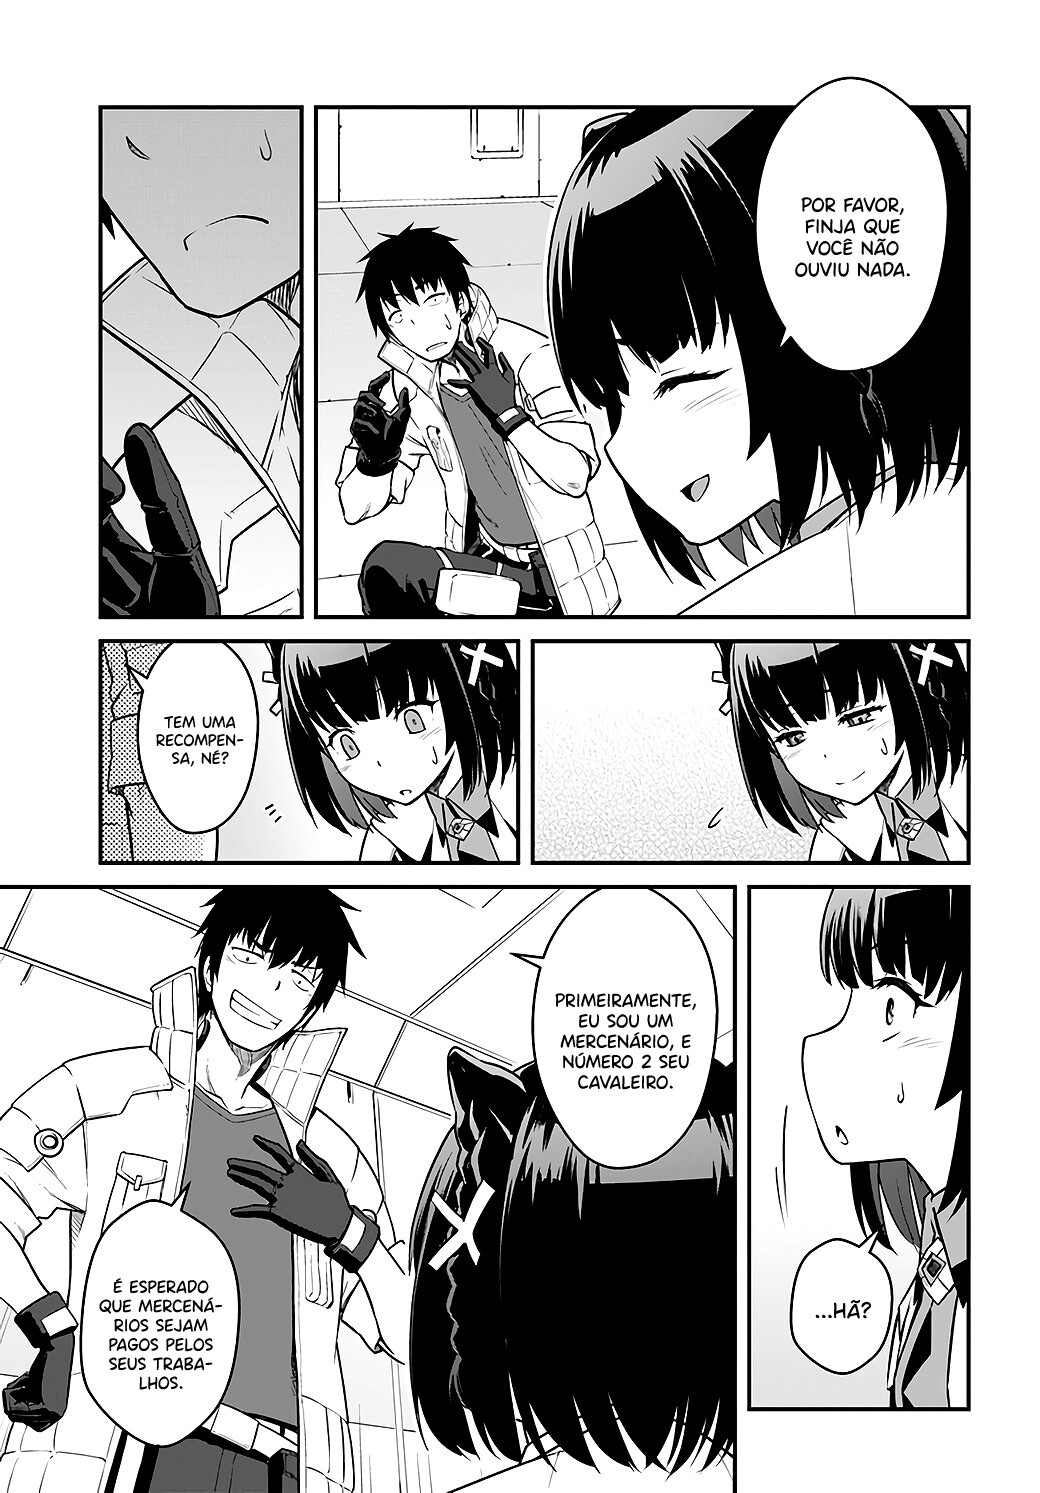 POR FAVOR,
FINJA QUE
VOCÊ NÃO
OUVIU NADA.
TEM UMA
RECOMPEN-
SA, NÉ?
...HÃ?
PRIMEIRAMENTE,
EU SOU UM
MERCENÁRIO, E
NÚMERO 2 SEU
CAVALEIRO.
É ESPERADO
QUE MERCENÁ-
RIOS SEJAM
PAGOS PELOS
SEUS TRABA-
LHOS.